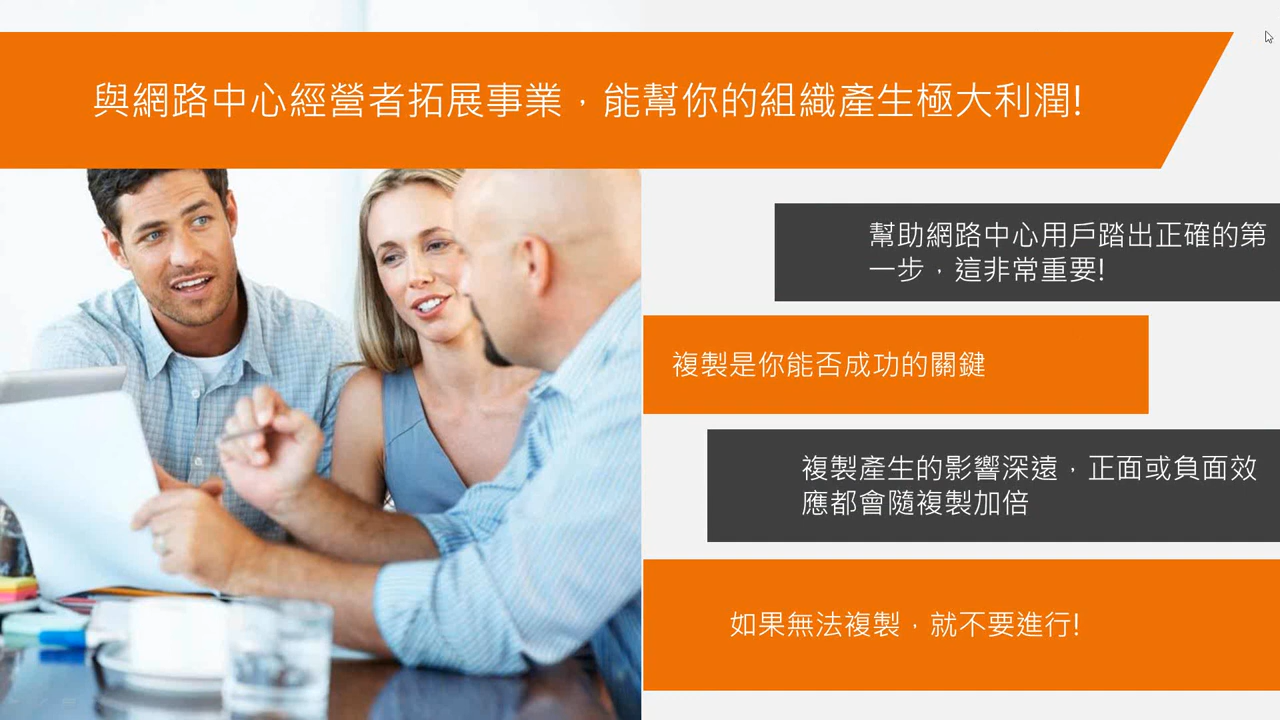 與網路中心經營者拓展事業，能幫你的組織產生極大利潤!
幫助網路中心用戶踏出正確的第
一步，這非常重要!
複製是你能否成功的關鍵
複製產生的影響深遠，正面或負面效
應都會隨複製加倍
如果無法複製，就不要進行!